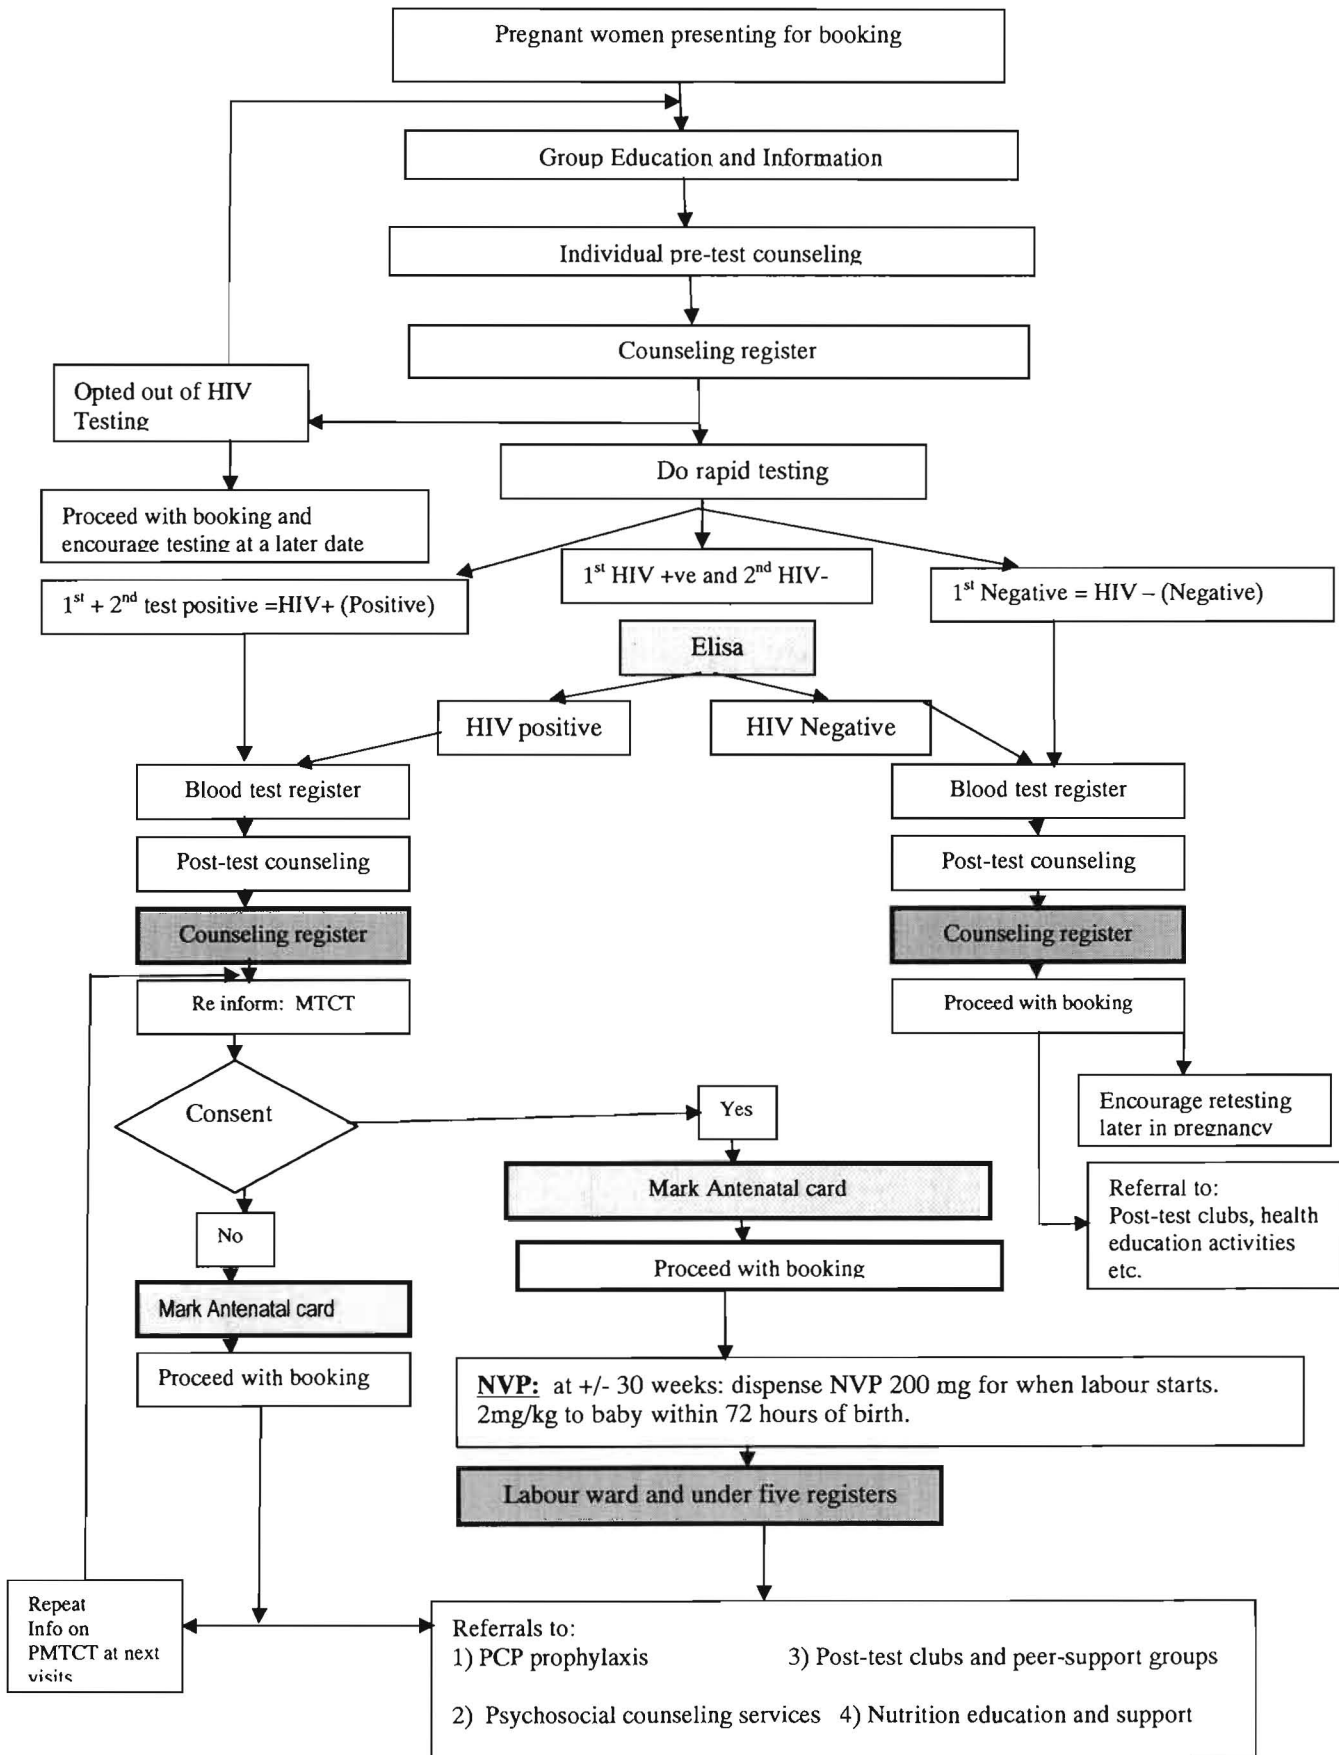 Pregnant women presenting for booking
Group Education and Information
Individual pre-test counseling
Counseling register
Opted out of HIV
Testing
Do rapid testing
Proceed with booking and
encourage testing at a later date
1st HIV +ve and 2nd HIV-
1st + 2nd test positive =HIV+ (Positive)
1st Negative = HIV – (Negative)
Elisa
HIV positive
HIV Negative
Blood test register
Blood test register
Post-test counseling
Post-test counseling
Counseling register
Counseling register
Re inform: MTCT
Proceed with booking
Consent
Yes
Encourage retesting
later in pregnancy
Mark Antenatal card
Referral to:
Post-test clubs, health
education activities
etc.
No
Proceed with booking
Mark Antenatal card
Proceed with booking
NVP: at +/- 30 weeks: dispense NVP 200 mg for when labour starts.
2mg/kg to baby within 72 hours of birth.
Labour ward and under five registers
Repeat
Info on
PMTCT at next
visits
Referrals to:
1) PCP prophylaxis 3) Post-test clubs and peer-support groups
2) Psychosocial counseling services 4) Nutrition education and support